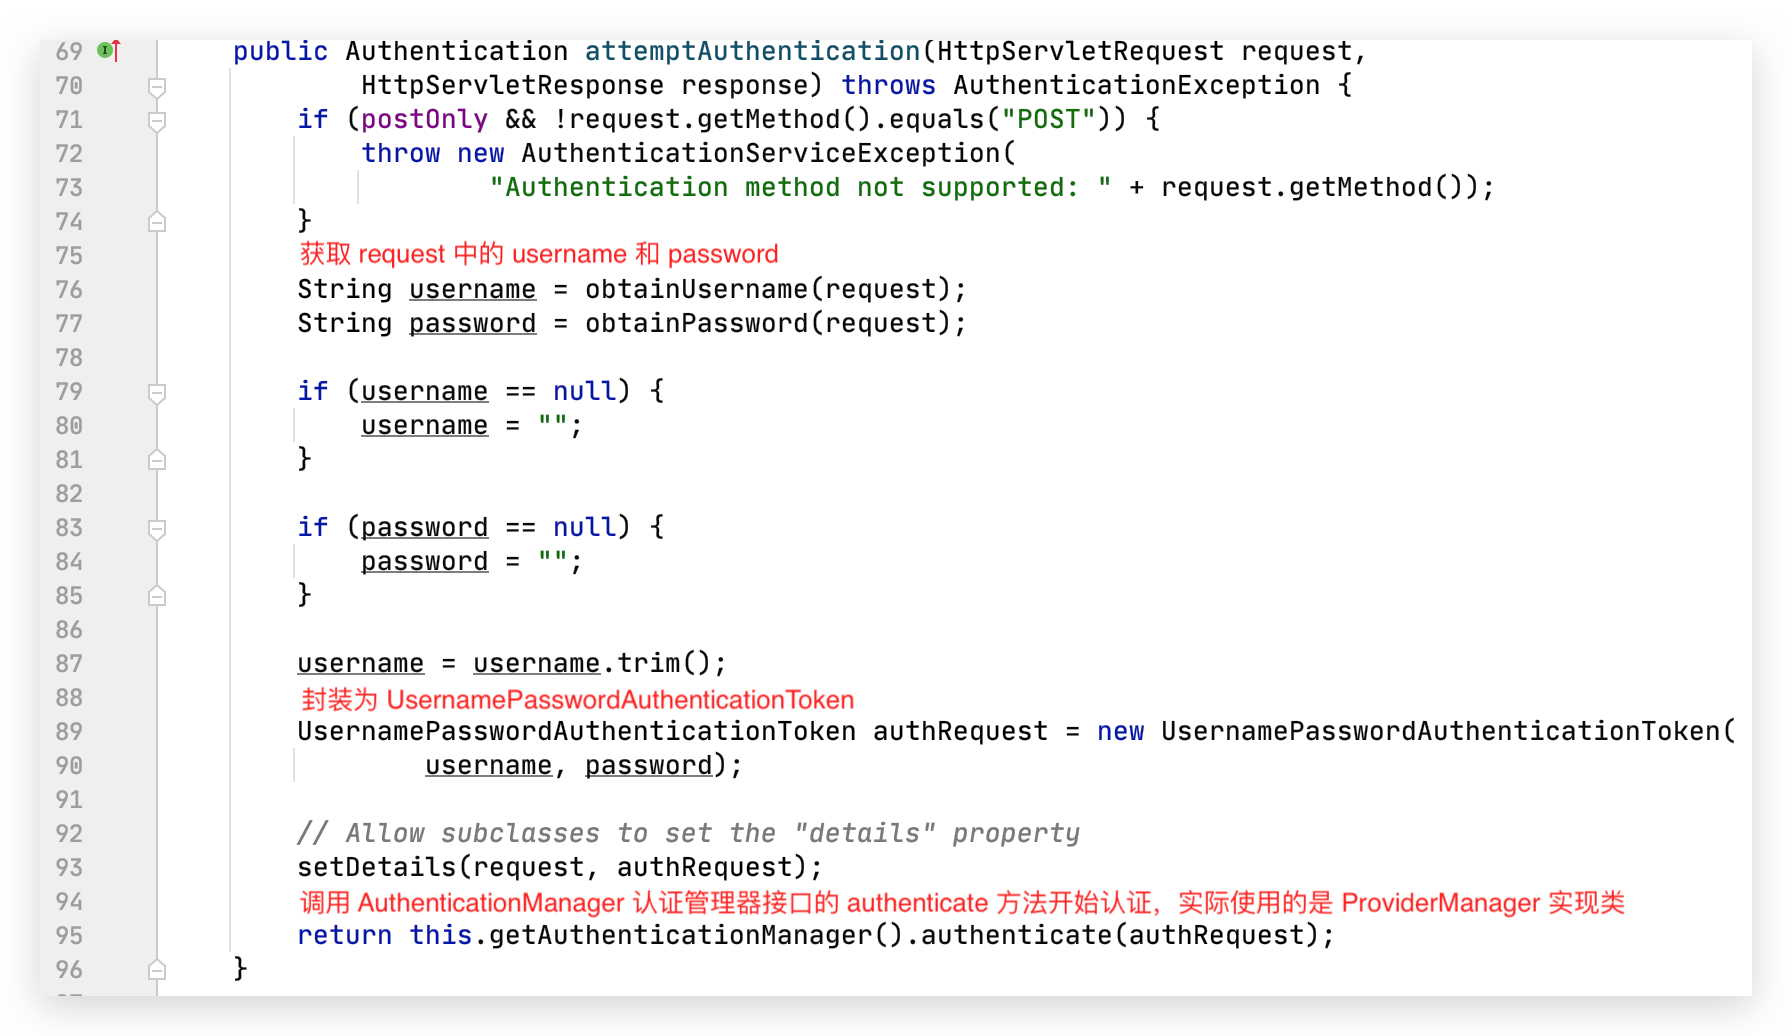 69 public Authentication attemptAuthentication(HttpServletRequest request,
70 HttpServletResponse response) throws AuthenticationException {
71 if (postOnly && !request.getMethod().equals("POST")) {
72 throw new AuthenticationServiceException(
73 "Authentication method not supported: " + request.getMethod());
74 }
75 获取 request 中的 username 和 password
76 String username = obtainUsername(request);
77 String password = obtainPassword(request);
78
79 if (username == null) {
80 username = "";
81 }
82
83 if (password == null) {
84 password = "";
85 }
86
87 username = username.trim();
88 封装为 UsernamePasswordAuthenticationToken
89 UsernamePasswordAuthenticationToken authRequest = new UsernamePasswordAuthenticationToken(
90 username, password);
91
92 // Allow subclasses to set the "details" property
93 setDetails(request, authRequest);
94 调用 AuthenticationManager 认证管理器接口的 authenticate 方法开始认证，实际使用的是 ProviderManager 实现类
95 return this.getAuthenticationManager().authenticate(authRequest);
96 }